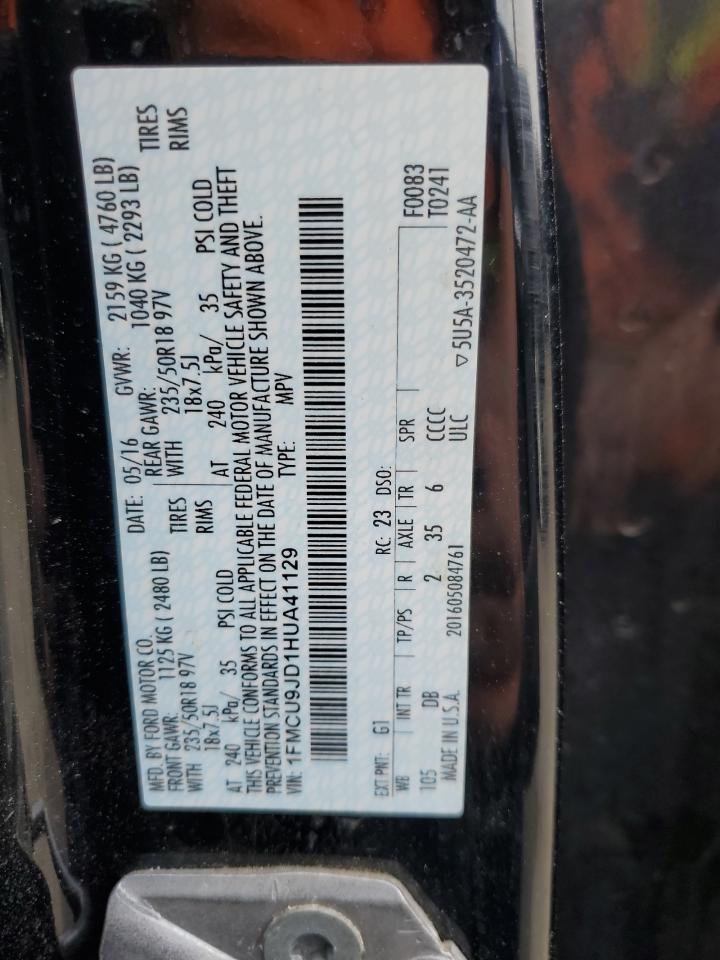 MFD. BY FORD MOTOR CO. DATE: 05/16 GVWR: 2159 KG ( 4760 LB)
FRONT GAWR: 1125 KG ( 2480 LB) REAR GAWR: 1040 KG ( 2293 LB)
WITH 235/50R18 97V TIRES WITH 235/50R18 97V TIRES
18x7.5J RIMS 18x7.5J RIMS
AT 240 kPa/ 35 PSI COLD AT 240 kPa/ 35 PSI COLD
THIS VEHICLE CONFORMS TO ALL APPLICABLE FEDERAL MOTOR VEHICLE SAFETY AND THEFT
PREVENTION STANDARDS IN EFFECT ON THE DATE OF MANUFACTURE SHOWN ABOVE.
VIN: 1FMCU9JD1HUA41129 TYPE: MPV
EXT PNT: G1 RC: 23 DSO: F0083
WB INT TR TP/PS R AXLE TR SPR T0241
105 DB 2 35 6 CCCC
MADE IN U.S.A. 201605084761 ULC ▽5U5A-3520472-AA